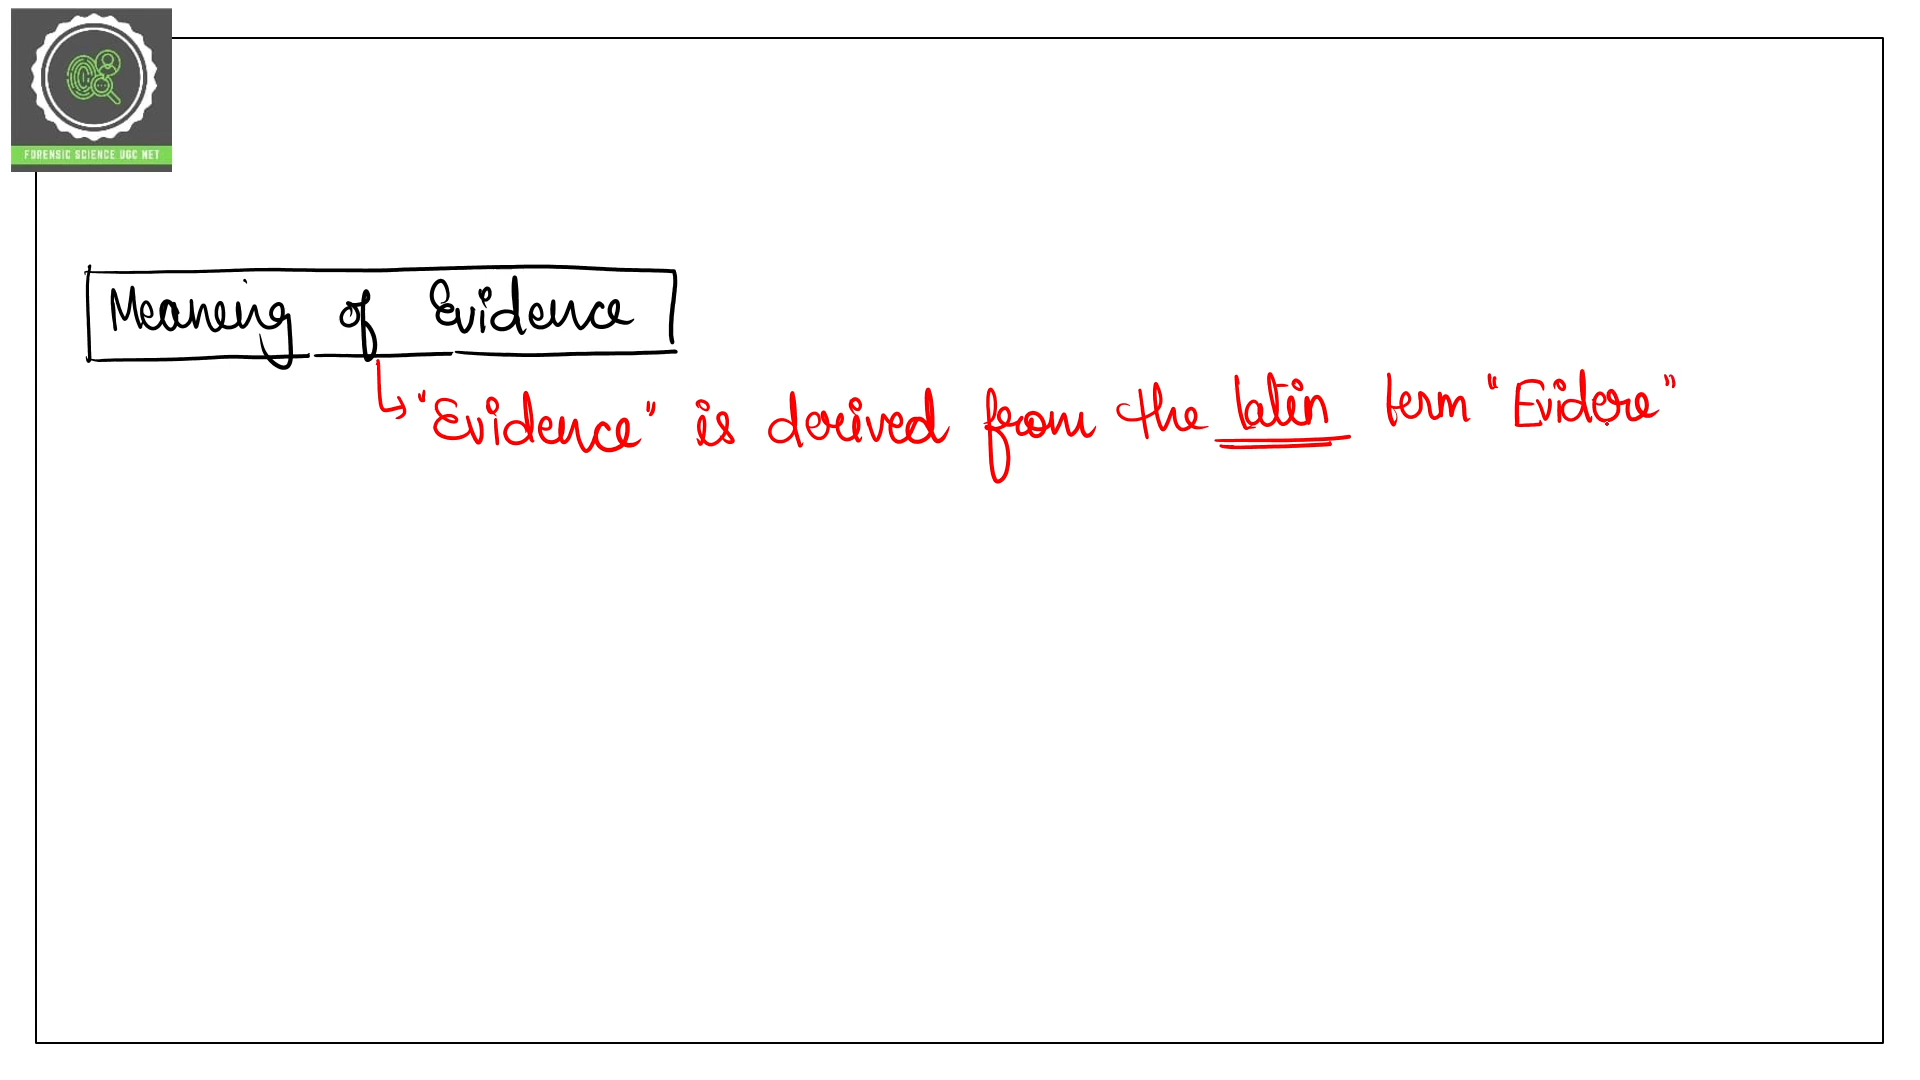 FORENSIC SCIENCE UGC NET
Meaning of Evidence
"Evidence" is derived from the latin term "Evidere"